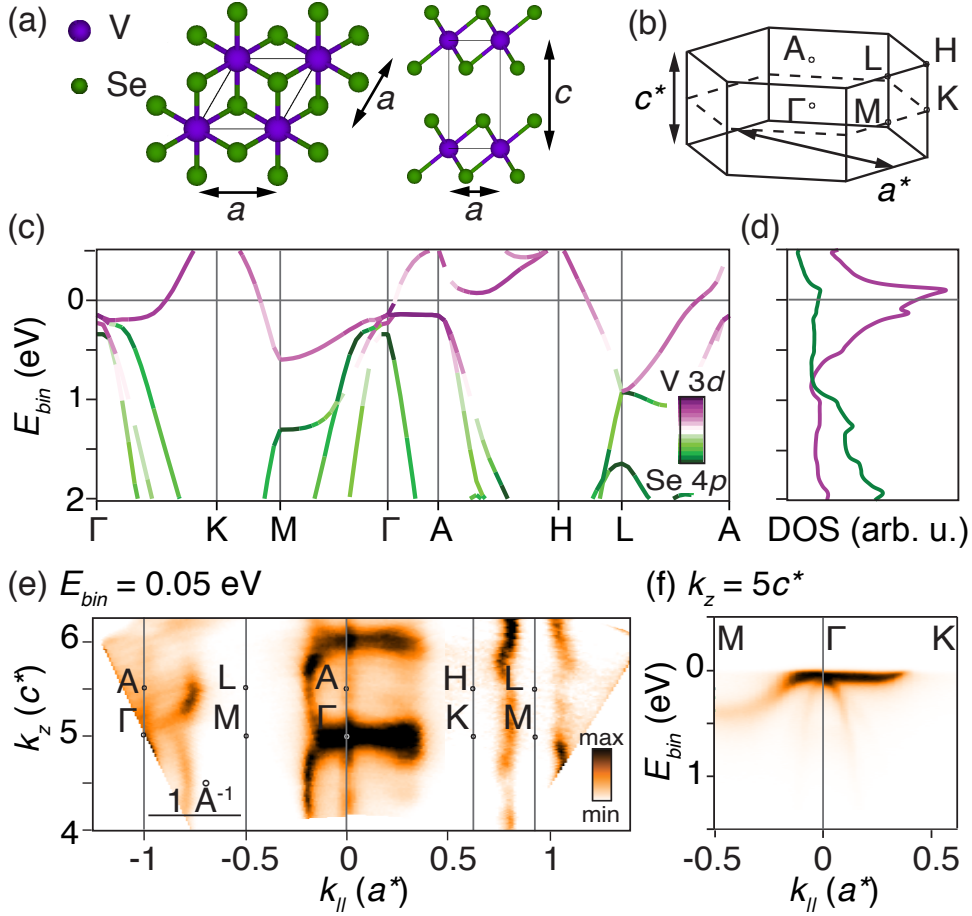 (a)
V
Se
a
a
c
a
(b)
A
L
H
c*
Γ
M
K
a*
(c)
0
1
2
E_bin (eV)
V 3d
Se 4p
Γ K M Γ A H L A
(d)
DOS (arb. u.)
(e) E_bin = 0.05 eV
6
5
4
k_z (c*)
A L A H L
Γ M Γ K M
1 Å⁻¹
max
min
-1 -0.5 0 0.5 1
k_|| (a*)
(f) k_z = 5c*
M Γ K
0
1
E_bin (eV)
-0.5 0 0.5
k_|| (a*)